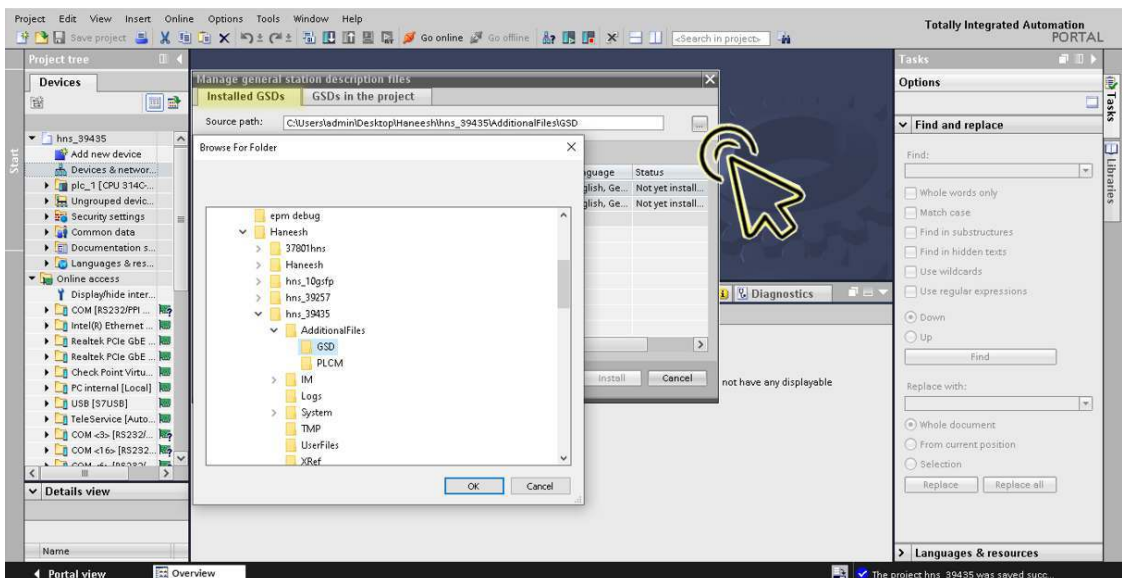 Project Edit View Insert Online Options Tools Window Help
Totally Integrated Automation
PORTAL
Save project
Go online
Go offline
<Search in project>
Project tree
Devices
hns_39435
Add new device
Devices & networ...
plc_1 [CPU 314C-...
Ungrouped devic...
Security settings
Common data
Documentation s...
Languages & res...
Online access
Display/hide inter...
COM [RS232/PPI ...
Intel(R) Ethernet ...
Realtek PCIe GbE ...
Realtek PCIe GbE ...
Check Point Virtu...
PC internal [Local]
USB [S7USB]
TeleService [Auto...
COM <3> [RS232/...
COM <16> [RS232...
Details view
Name
Start
Manage general station description files
Installed GSDs
GSDs in the project
Source path: C:\Users\admin\Desktop\Haneesh\hns_39435\AdditionalFiles\GSD
...
nguage Status
glish, Ge... Not yet install...
glish, Ge... Not yet install...
Install Cancel
Browse For Folder
epm debug
Haneesh
37801hns
Haneesh
hns_10gsfp
hns_39257
hns_39435
AdditionalFiles
GSD
PLCM
IM
Logs
System
TMP
UserFiles
XRef
OK Cancel
Diagnostics
not have any displayable
Tasks
Options
Find and replace
Find:
Whole words only
Match case
Find in substructures
Find in hidden texts
Use wildcards
Use regular expressions
Down
Up
Find
Replace with:
Whole document
From current position
Selection
Replace Replace all
Languages & resources
Tasks
Libraries
Portal view
Overview
The project hns_39435 was saved succ...